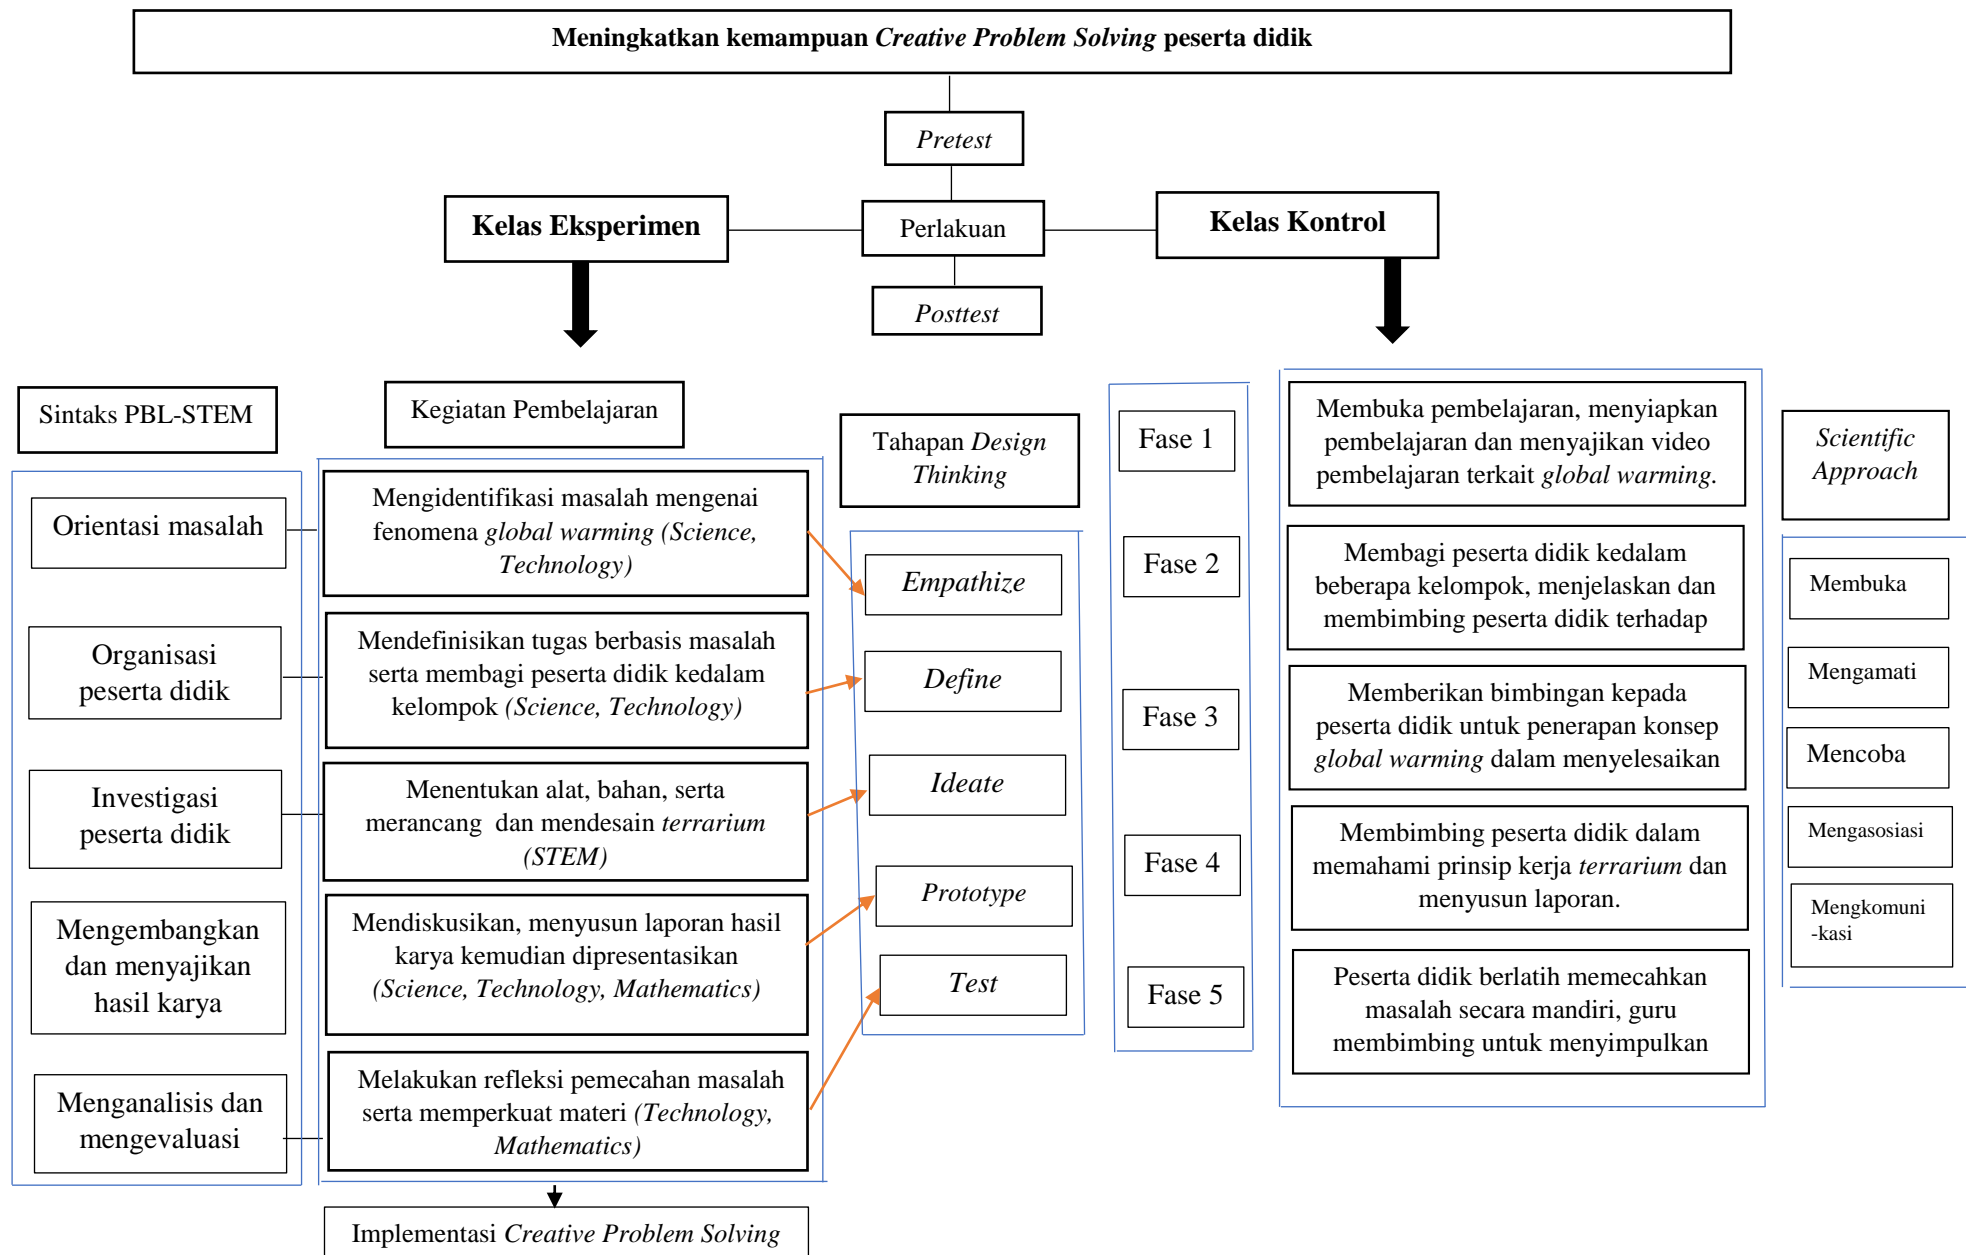 Meningkatkan kemampuan Creative Problem Solving peserta didik
Pretest
Kelas Eksperimen
Perlakuan
Kelas Kontrol
Posttest
Sintaks PBL-STEM
Orientasi masalah
Organisasi
peserta didik
Investigasi
peserta didik
Mengembangkan
dan menyajikan
hasil karya
Menganalisis dan
mengevaluasi
Kegiatan Pembelajaran
Mengidentifikasi masalah mengenai
fenomena global warming (Science,
Technology)
Mendefinisikan tugas berbasis masalah
serta membagi peserta didik kedalam
kelompok (Science, Technology)
Menentukan alat, bahan, serta
merancang  dan mendesain terrarium
(STEM)
Mendiskusikan, menyusun laporan hasil
karya kemudian dipresentasikan
(Science, Technology, Mathematics)
Melakukan refleksi pemecahan masalah
serta memperkuat materi (Technology,
Mathematics)
Implementasi Creative Problem Solving
Tahapan Design
Thinking
Empathize
Define
Ideate
Prototype
Test
Fase 1
Fase 2
Fase 3
Fase 4
Fase 5
Membuka pembelajaran, menyiapkan
pembelajaran dan menyajikan video
pembelajaran terkait global warming.
Membagi peserta didik kedalam
beberapa kelompok, menjelaskan dan
membimbing peserta didik terhadap
Memberikan bimbingan kepada
peserta didik untuk penerapan konsep
global warming dalam menyelesaikan
Membimbing peserta didik dalam
memahami prinsip kerja terrarium dan
menyusun laporan.
Peserta didik berlatih memecahkan
masalah secara mandiri, guru
membimbing untuk menyimpulkan
Scientific
Approach
Membuka
Mengamati
Mencoba
Mengasosiasi
Mengkomuni
-kasi